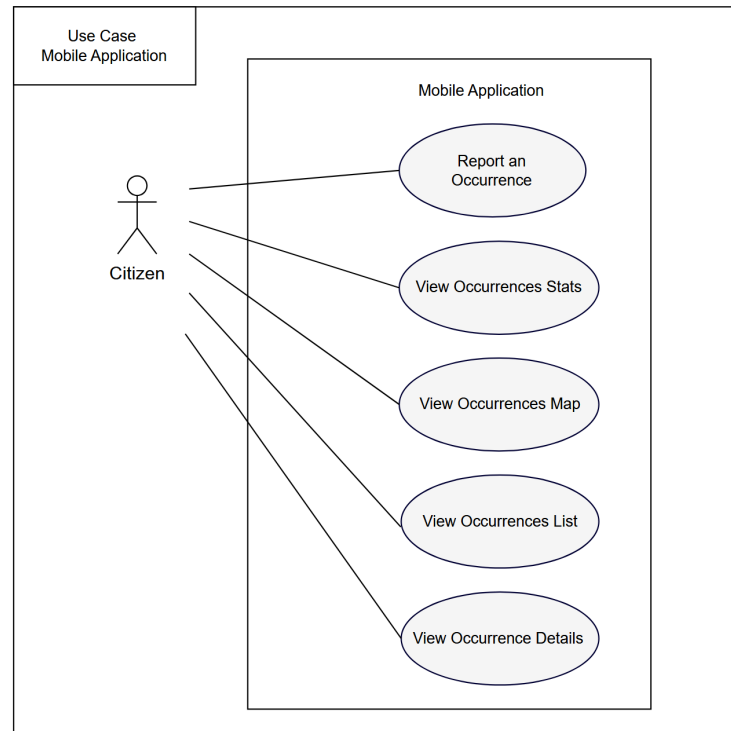 Use Case
Mobile Application
Mobile Application
Report an
Occurrence
Citizen
View Occurrences Stats
View Occurrences Map
View Occurrences List
View Occurrence Details